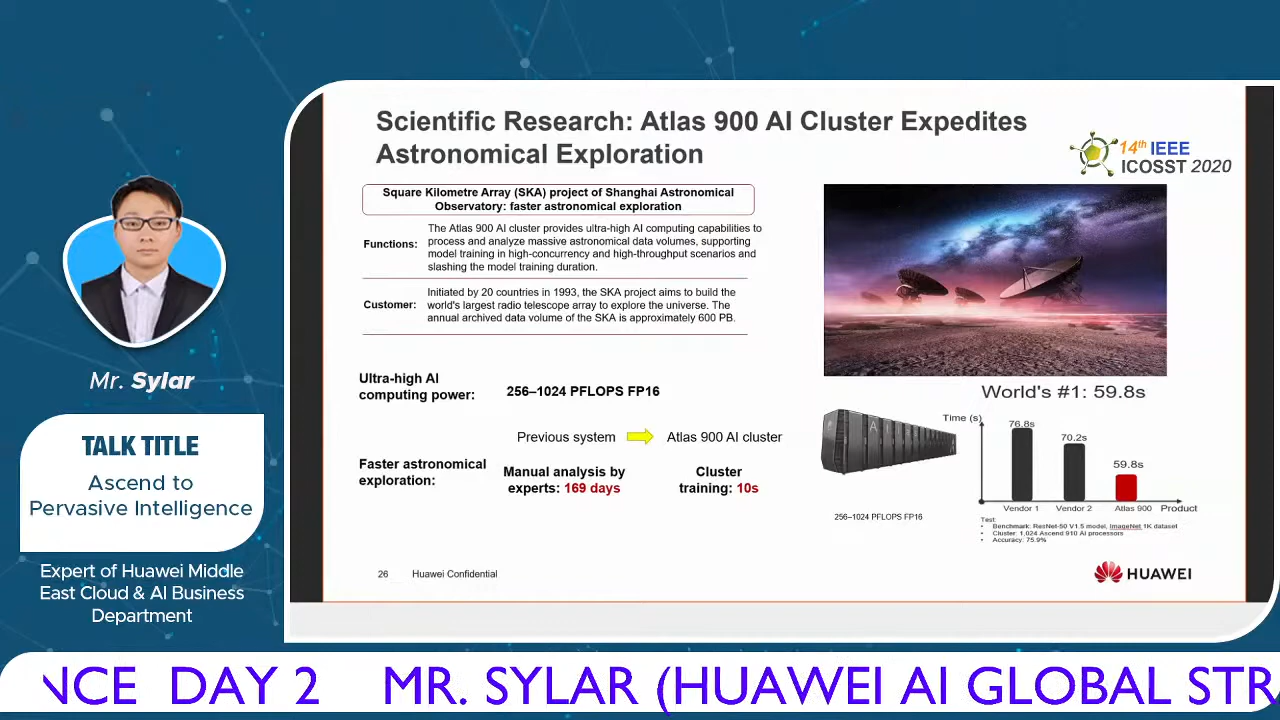 Scientific Research: Atlas 900 AI Cluster Expedites
Astronomical Exploration
14th IEEE
ICOSST 2020
Square Kilometre Array (SKA) project of Shanghai Astronomical
Observatory: faster astronomical exploration
Functions:
The Atlas 900 AI cluster provides ultra-high AI computing capabilities to
process and analyze massive astronomical data volumes, supporting
model training in high-concurrency and high-throughput scenarios and
slashing the model training duration.
Customer:
Initiated by 20 countries in 1993, the SKA project aims to build the
world's largest radio telescope array to explore the universe. The
annual archived data volume of the SKA is approximately 600 PB.
Ultra-high AI
computing power:
256–1024 PFLOPS FP16
Previous system
Atlas 900 AI cluster
Faster astronomical
exploration:
Manual analysis by
experts: 169 days
Cluster
training: 10s
World's #1: 59.8s
Time (s)
76.8s
70.2s
59.8s
Vendor 1
Vendor 2
Atlas 900
Product
256–1024 PFLOPS FP16
Test:
• Benchmark: ResNet-50 V1.5 model, ImageNet 1K dataset
• Cluster: 1,024 Ascend 910 AI processors
• Accuracy: 75.9%
26
Huawei Confidential
HUAWEI
Mr. Sylar
TALK TITLE
Ascend to
Pervasive Intelligence
Expert of Huawei Middle
East Cloud & AI Business
Department
NCE DAY 2 MR. SYLAR (HUAWEI AI GLOBAL STRA